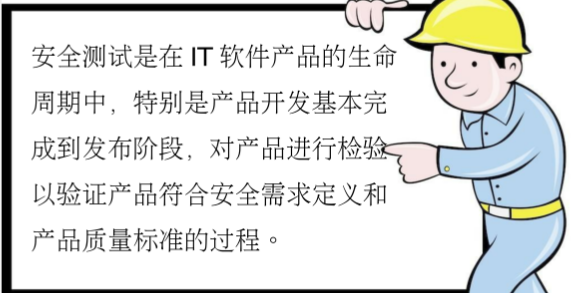 安全测试是在 IT 软件产品的生命
周期中，特别是产品开发基本完
成到发布阶段，对产品进行检验
以验证产品符合安全需求定义和
产品质量标准的过程。